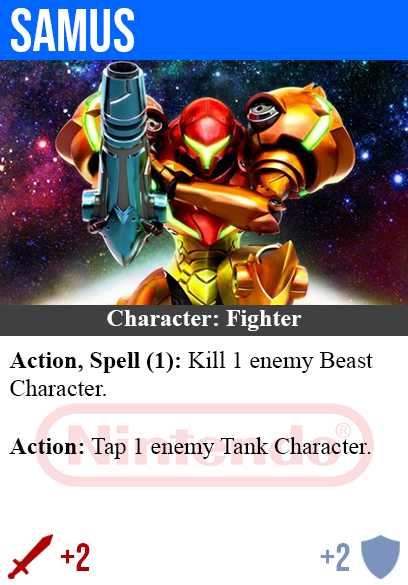 SAMUS
Character: Fighter
Action, Spell (1): Kill 1 enemy Beast
Character.
Nintendo®
Action: Tap 1 enemy Tank Character.
+2 +2